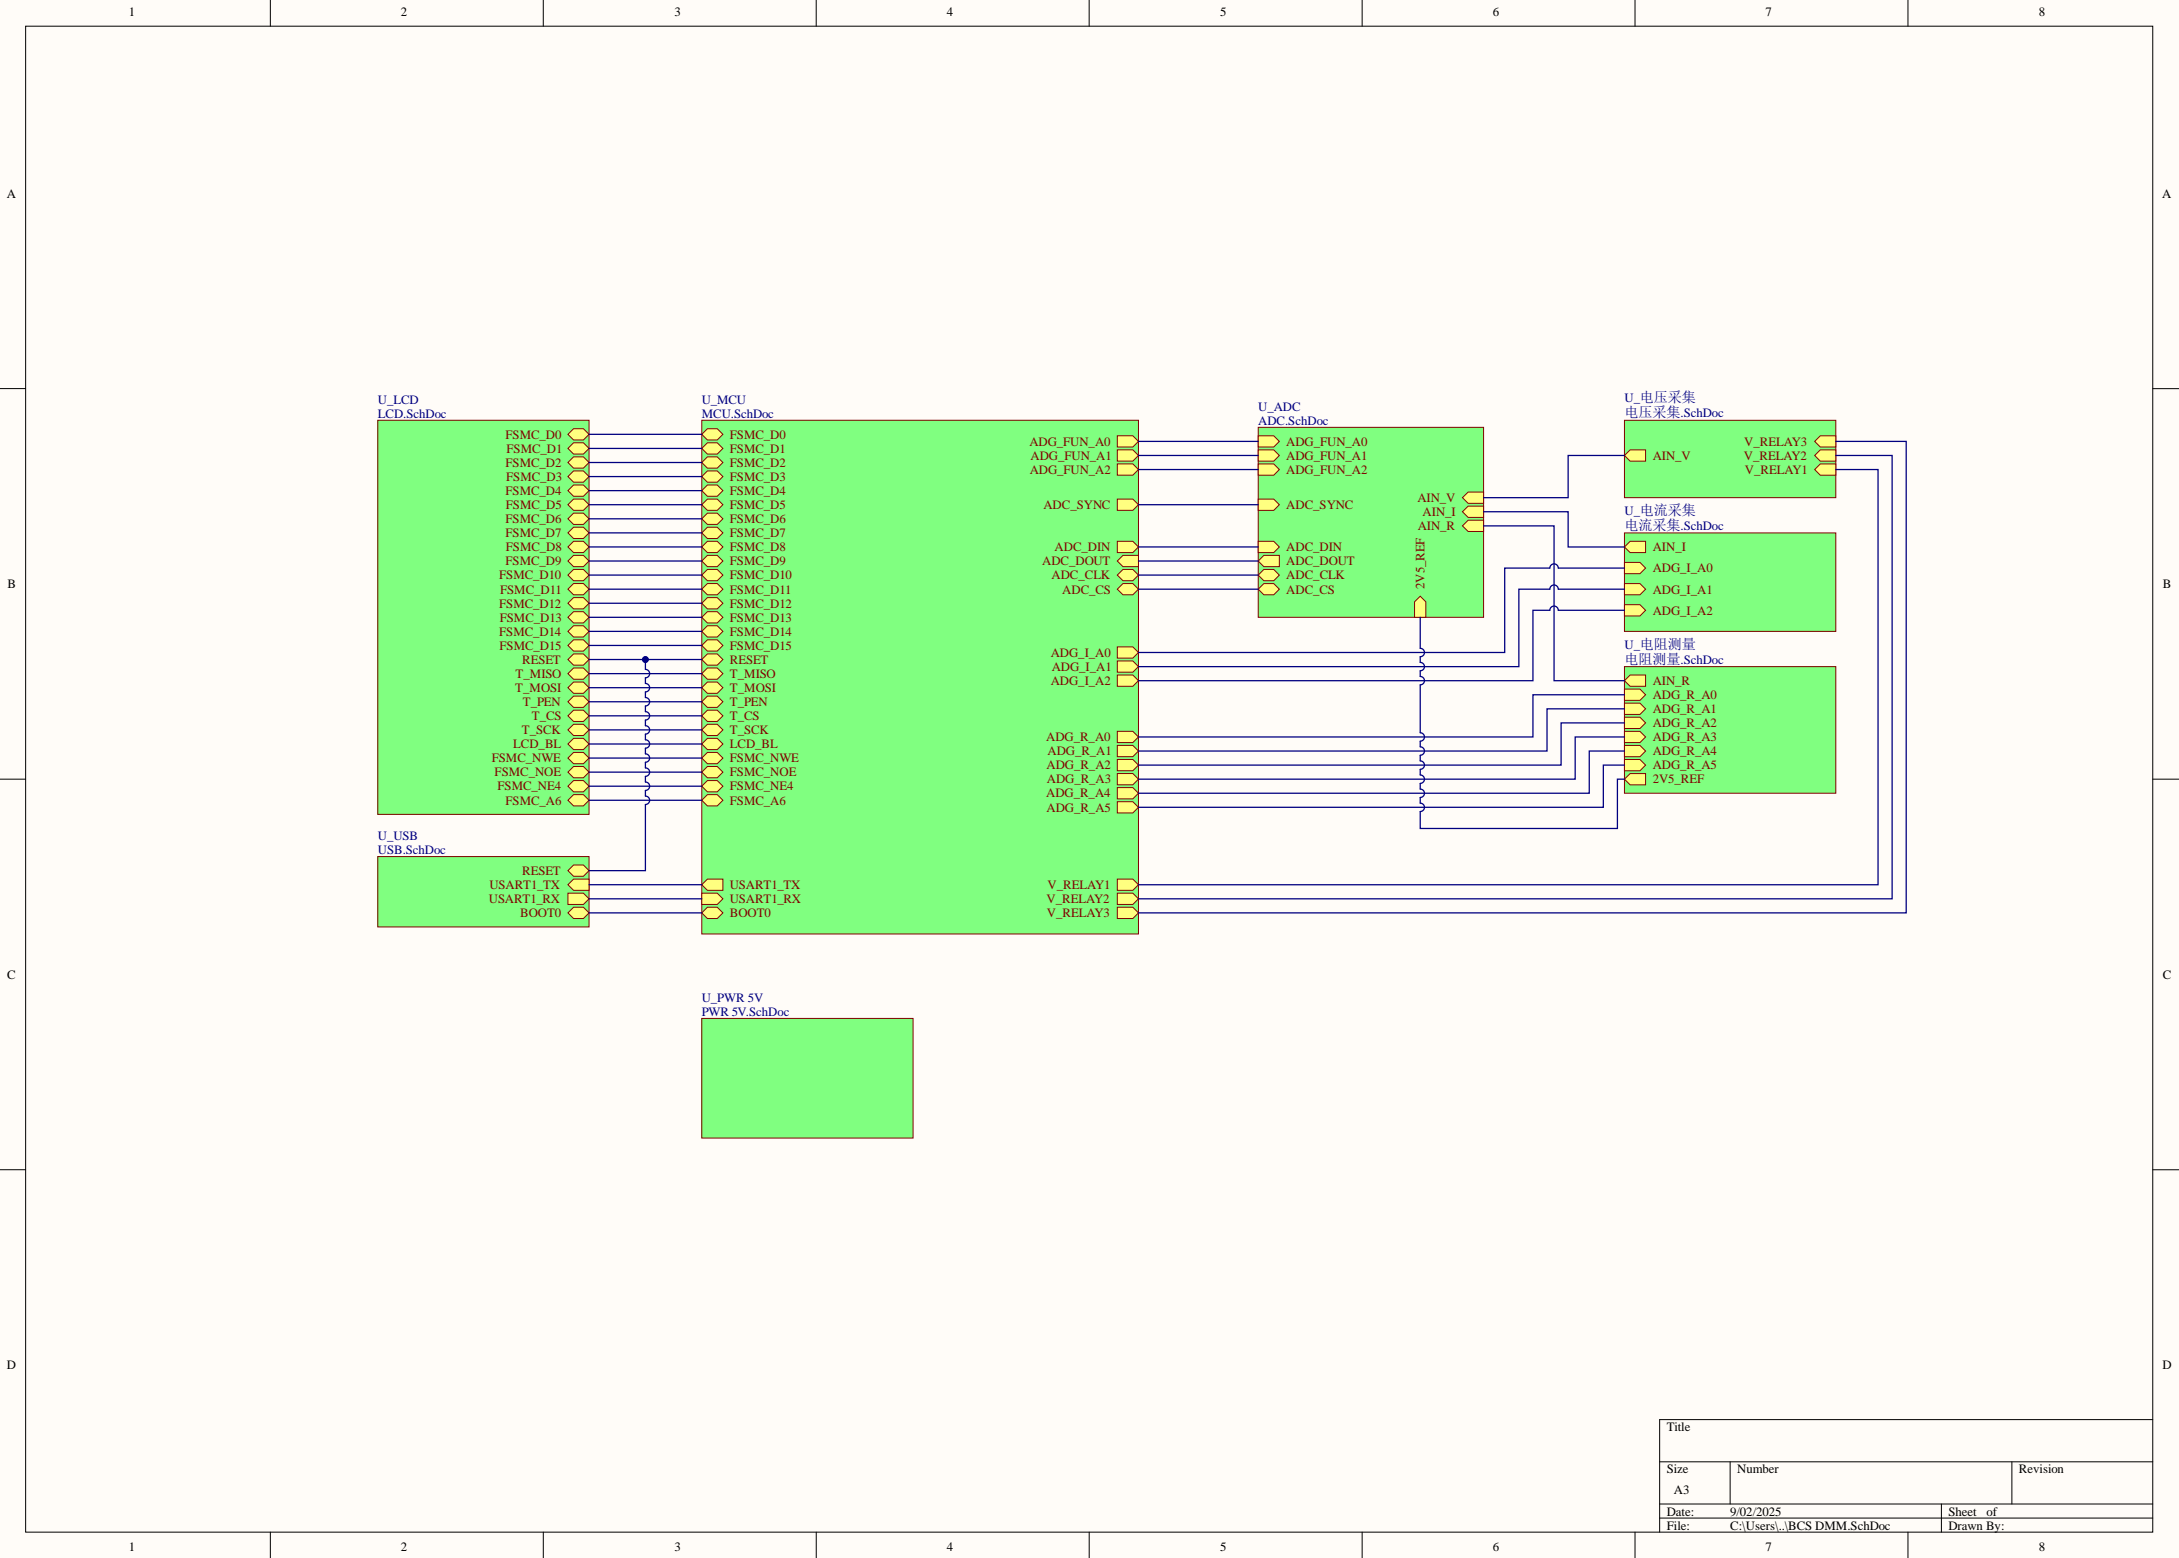 1 2 3 4 5 6 7 8
A A
U_LCD
LCD.SchDoc
FSMC_D0
FSMC_D1
FSMC_D2
FSMC_D3
FSMC_D4
FSMC_D5
FSMC_D6
FSMC_D7
FSMC_D8
FSMC_D9
FSMC_D10
FSMC_D11
FSMC_D12
FSMC_D13
FSMC_D14
FSMC_D15
RESET
T_MISO
T_MOSI
T_PEN
T_CS
T_SCK
LCD_BL
FSMC_NWE
FSMC_NOE
FSMC_NE4
FSMC_A6
U_USB
USB.SchDoc
RESET
USART1_TX
USART1_RX
BOOT0
U_MCU
MCU.SchDoc
FSMC_D0
FSMC_D1
FSMC_D2
FSMC_D3
FSMC_D4
FSMC_D5
FSMC_D6
FSMC_D7
FSMC_D8
FSMC_D9
FSMC_D10
FSMC_D11
FSMC_D12
FSMC_D13
FSMC_D14
FSMC_D15
RESET
T_MISO
T_MOSI
T_PEN
T_CS
T_SCK
LCD_BL
FSMC_NWE
FSMC_NOE
FSMC_NE4
FSMC_A6
USART1_TX
USART1_RX
BOOT0
ADG_FUN_A0
ADG_FUN_A1
ADG_FUN_A2
ADC_SYNC
ADC_DIN
ADC_DOUT
ADC_CLK
ADC_CS
ADG_I_A0
ADG_I_A1
ADG_I_A2
ADG_R_A0
ADG_R_A1
ADG_R_A2
ADG_R_A3
ADG_R_A4
ADG_R_A5
V_RELAY1
V_RELAY2
V_RELAY3
U_ADC
ADC.SchDoc
ADG_FUN_A0
ADG_FUN_A1
ADG_FUN_A2
ADC_SYNC
ADC_DIN
ADC_DOUT
ADC_CLK
ADC_CS
AIN_V
AIN_I
AIN_R
2V5_REF
U_电压采集
电压采集.SchDoc
AIN_V
V_RELAY3
V_RELAY2
V_RELAY1
U_电流采集
电流采集.SchDoc
AIN_I
ADG_I_A0
ADG_I_A1
ADG_I_A2
U_电阻测量
电阻测量.SchDoc
AIN_R
ADG_R_A0
ADG_R_A1
ADG_R_A2
ADG_R_A3
ADG_R_A4
ADG_R_A5
2V5_REF
B B
C C
U_PWR 5V
PWR 5V.SchDoc
D D
Title
Size Number Revision
A3
Date: 9/02/2025 Sheet of
File: C:\Users\..\BCS DMM.SchDoc Drawn By:
1 2 3 4 5 6 7 8